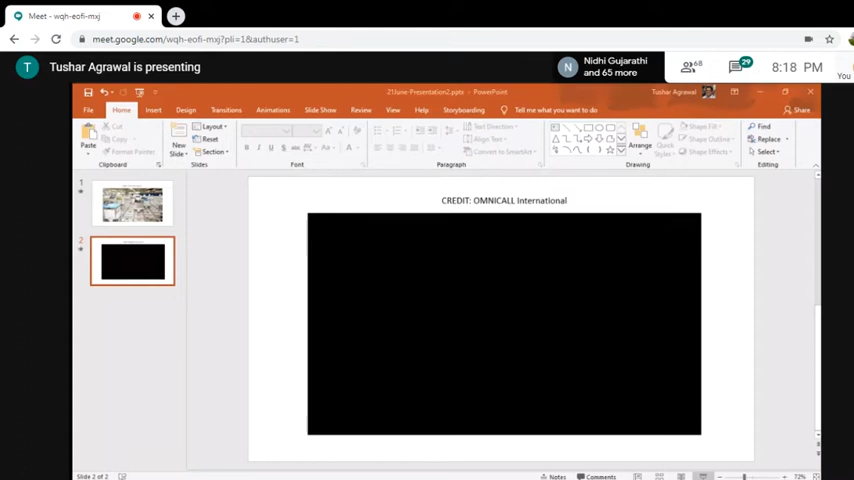 Meet - wqh-eofi-mxj
meet.google.com/wqh-eofi-mxj?pli=1&authuser=1
T Tushar Agrawal is presenting
N Nidhi Gujarathi
and 65 more
68
29
8:18 PM
You
21June-Presentation2.pptx - PowerPoint
Tushar Agrawal
File Home Insert Design Transitions Animations Slide Show Review View Help Storyboarding Tell me what you want to do Share
Paste
Cut
Copy
Format Painter
Clipboard
New
Slide
Layout
Reset
Section
Slides
Font
Text Direction
Align Text
Convert to SmartArt
Paragraph
Arrange
Quick
Styles
Shape Fill
Shape Effects
Drawing
Find
Replace
Select
Editing
1
2
CREDIT: OMNICALL International
Slide 2 of 2
Notes Comments
72%